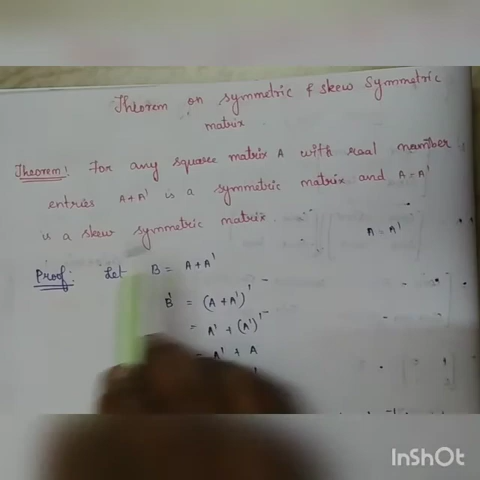 Theorem on symmetric & skew symmetric
matrix
Theorem: For any square matrix A with real number
entries A+A' is a symmetric matrix and A=A'
is a skew symmetric matrix.
A=A'
Proof: Let B = A+A'
B' = (A+A')'
= A'+(A')'
= A'+A
InShOt